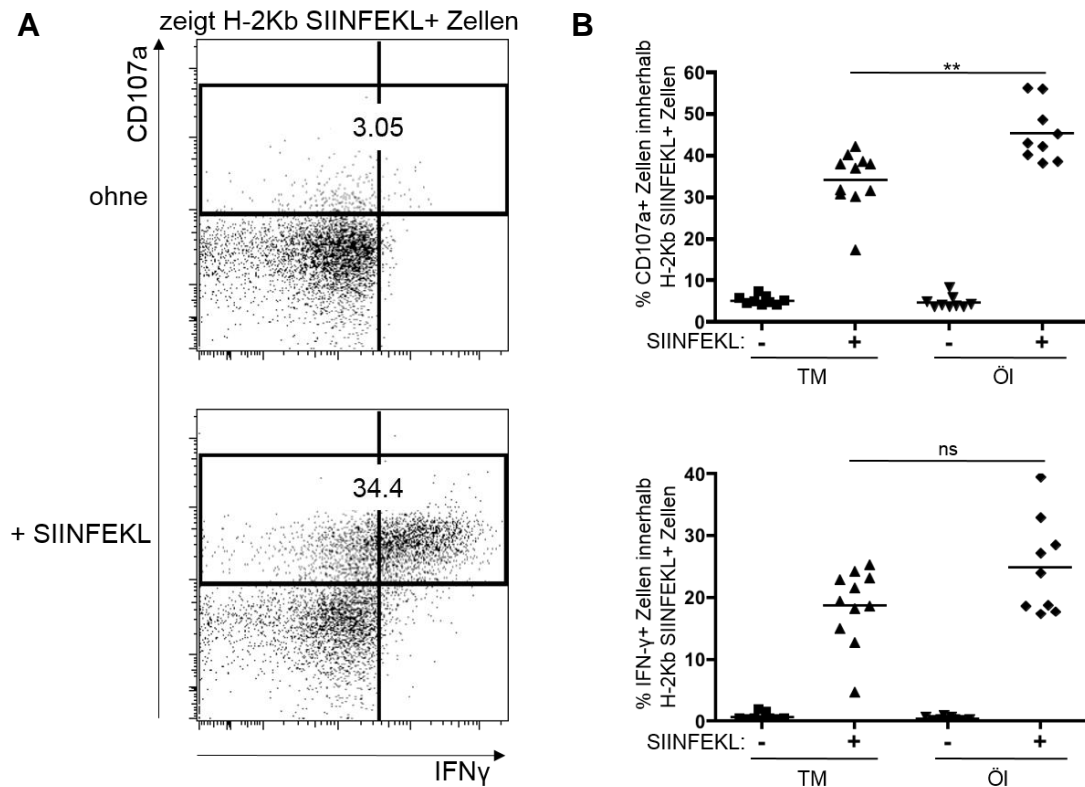 A
zeigt H-2Kb SIINFEKL+ Zellen
CD107a
ohne
3.05
+ SIINFEKL
34.4
IFNγ
B
% CD107a+ Zellen innherhalb
H-2Kb SIINFEKL+ Zellen
60
50
40
30
20
10
0
**
SIINFEKL: - + - +
TM Öl
% IFN-γ+ Zellen innerhalb
H-2Kb SIINFEKL+ Zellen
40
30
20
10
0
ns
SIINFEKL: - + - +
TM Öl